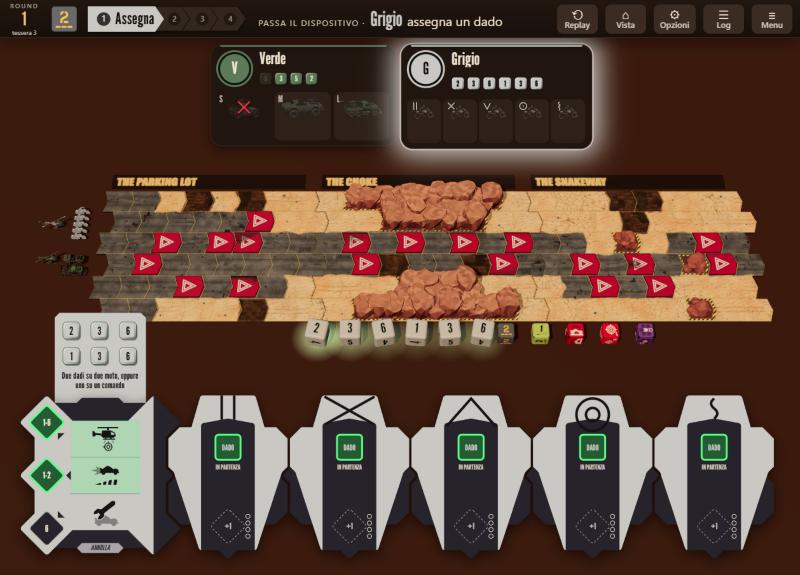 ROUND
1
tessera 3
2
1 Assegna 2 3 4
PASSA IL DISPOSITIVO · Grigio assegna un dado
Replay
Vista
Opzioni
Log
Menu
V
Verde
3 5 2
S
M
L
G
Grigio
2 3 6 1 3 6
THE PARKING LOT
THE CHOKE
THE SNAKEWAY
2 3 6
1 3 6
Due dadi su due moto, oppure
uno su un comando
2 3 6 1 3 6 2 1
1-5
1-2
6
ANNULLA
DADO
IN PARTENZA
+1
DADO
IN PARTENZA
+1
DADO
IN PARTENZA
+1
DADO
IN PARTENZA
+1
DADO
IN PARTENZA
+1